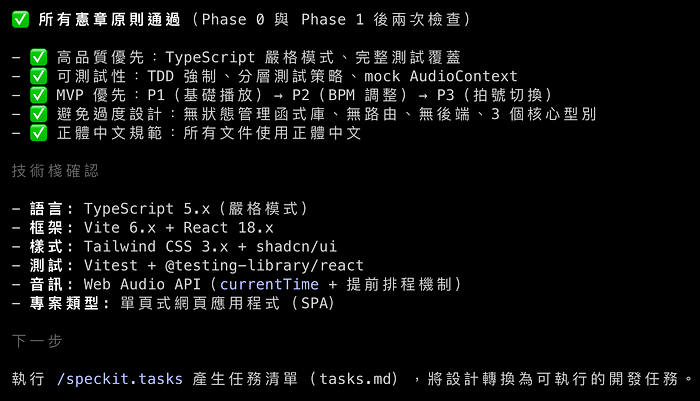 ✅ 所有憲章原則通過 (Phase 0 與 Phase 1 後兩次檢查)
- ✅ 高品質優先：TypeScript 嚴格模式、完整測試覆蓋
- ✅ 可測試性：TDD 強制、分層測試策略、mock AudioContext
- ✅ MVP 優先：P1 (基礎播放) → P2 (BPM 調整) → P3 (拍號切換)
- ✅ 避免過度設計：無狀態管理函式庫、無路由、無後端、3 個核心型別
- ✅ 正體中文規範：所有文件使用正體中文
技術棧確認
- 語言: TypeScript 5.x (嚴格模式)
- 框架: Vite 6.x + React 18.x
- 樣式: Tailwind CSS 3.x + shadcn/ui
- 測試: Vitest + @testing-library/react
- 音訊: Web Audio API (currentTime + 提前排程機制)
- 專案類型: 單頁式網頁應用程式 (SPA)
下一步
執行 /speckit.tasks 產生任務清單 (tasks.md) ，將設計轉換為可執行的開發任務。